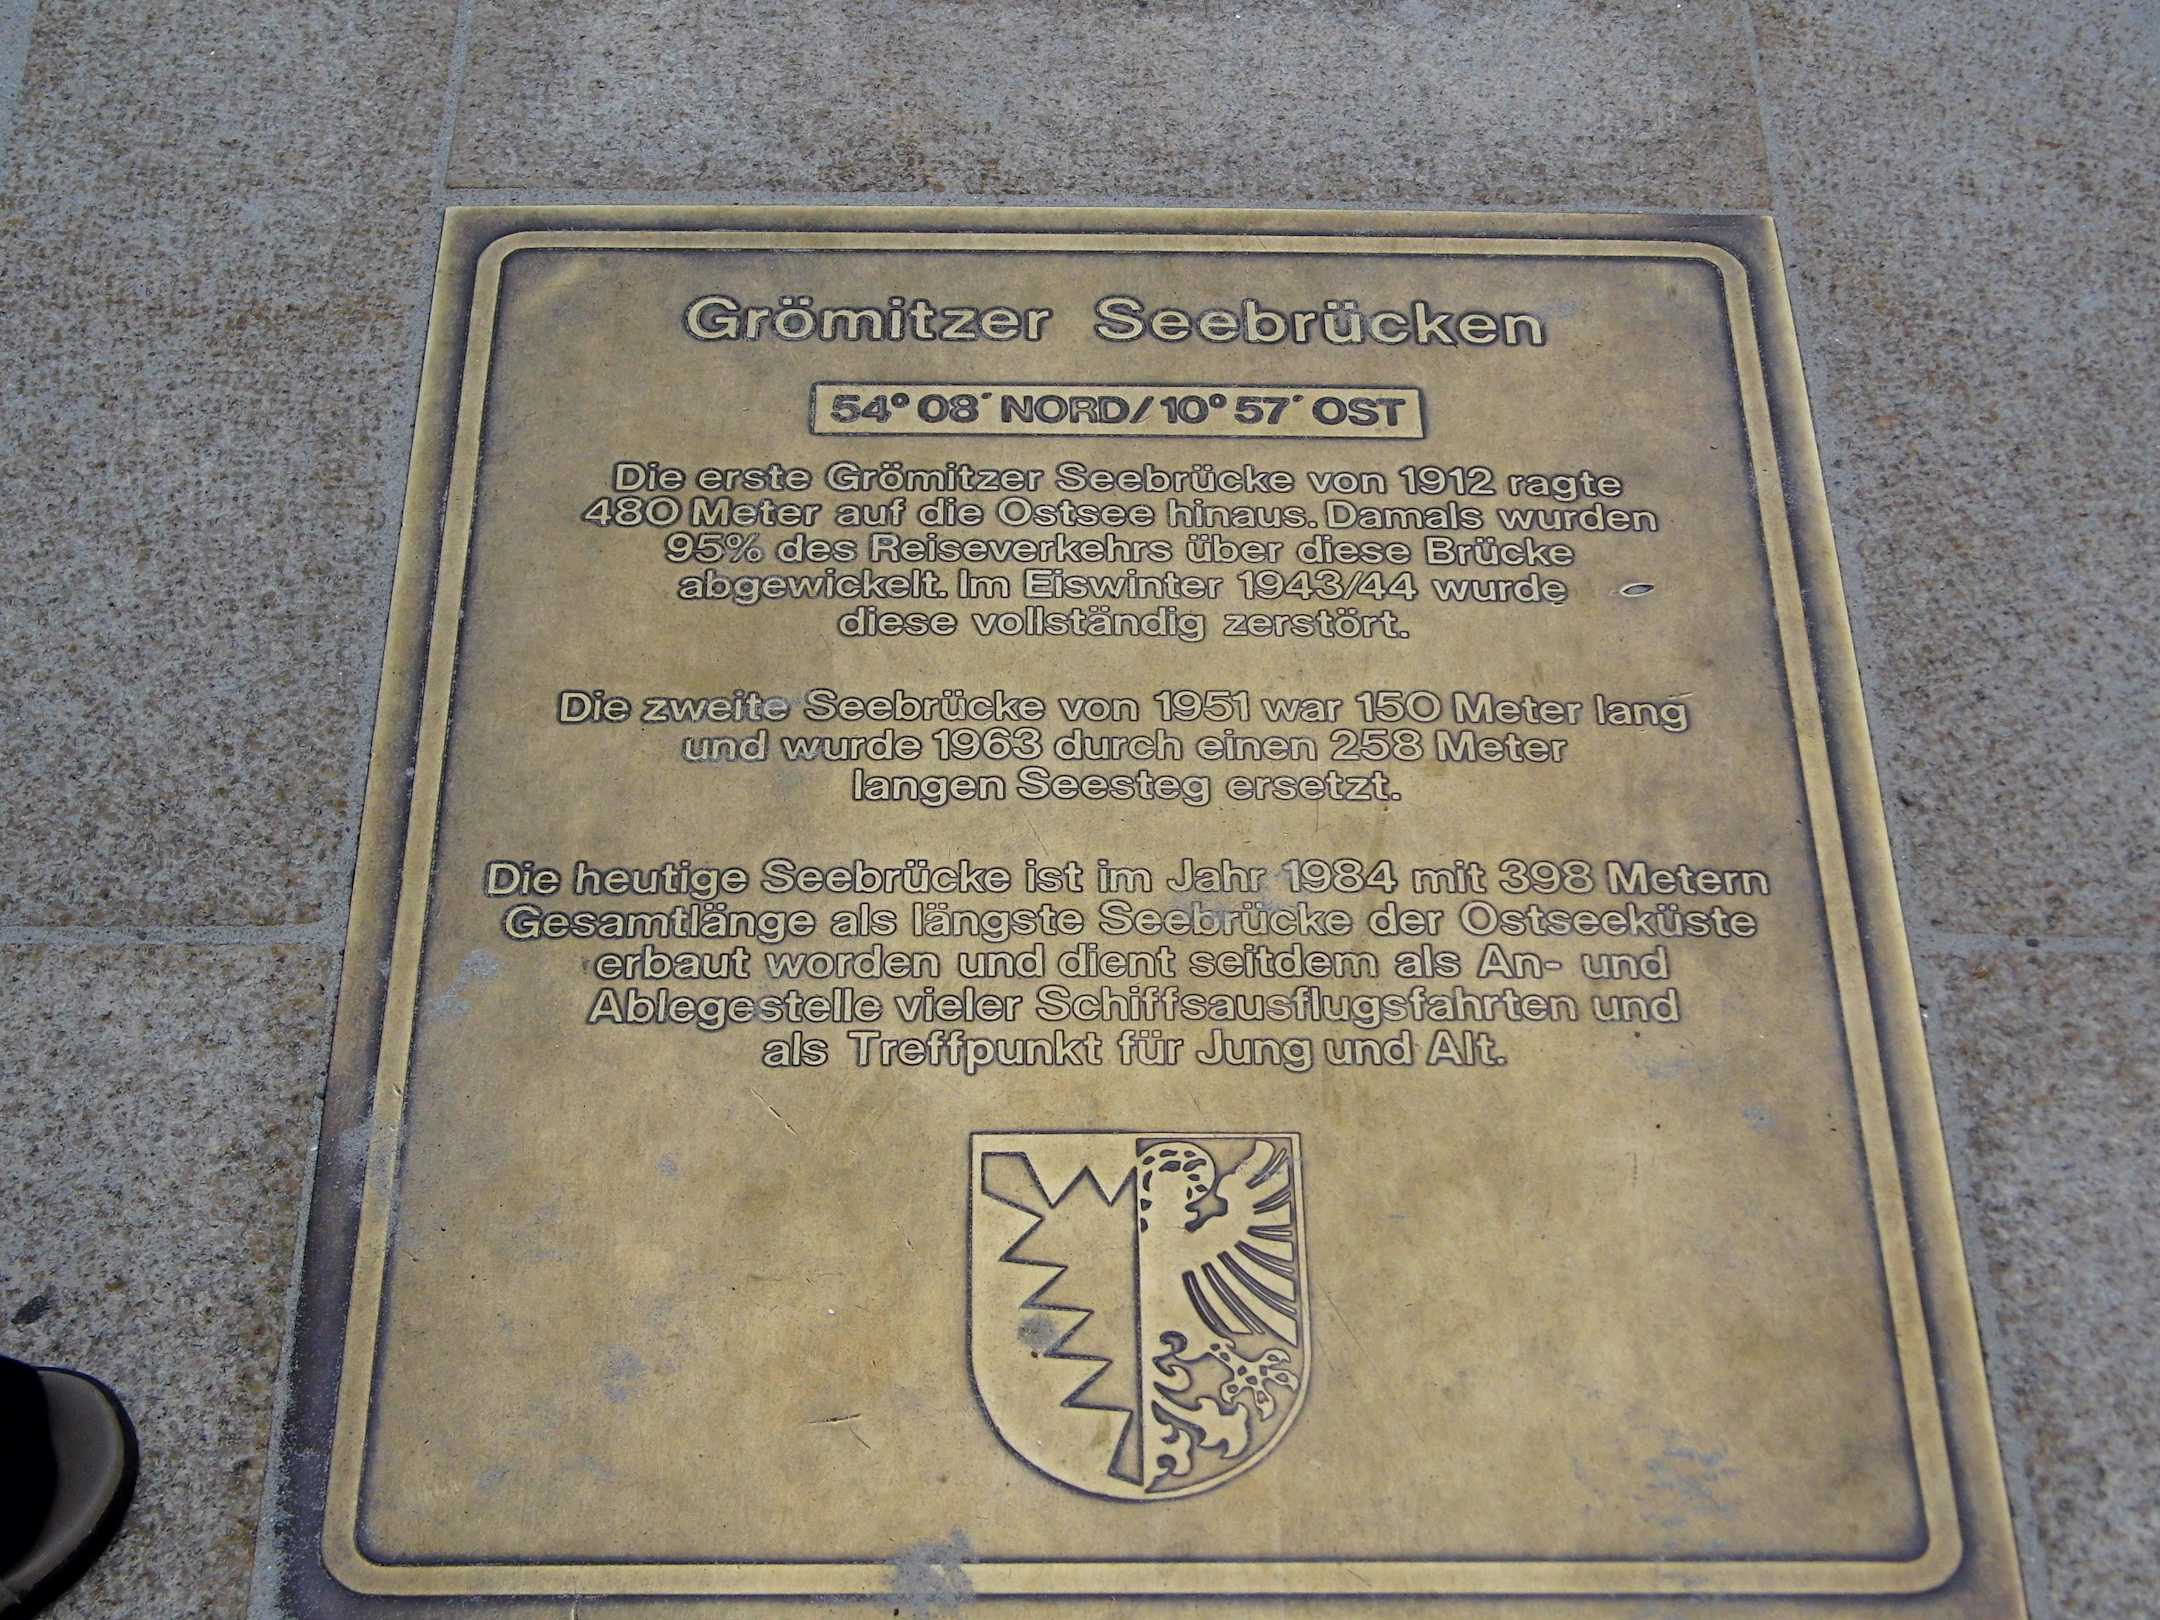 Grömitzer Seebrücken
54° 08´ NORD/10° 57´ OST
Die erste Grömitzer Seebrücke von 1912 ragte
480 Meter auf die Ostsee hinaus. Damals wurden
95% des Reiseverkehrs über diese Brücke
abgewickelt. Im Eiswinter 1943/44 wurde
diese vollständig zerstört.
Die zweite Seebrücke von 1951 war 150 Meter lang
und wurde 1963 durch einen 258 Meter
langen Seesteg ersetzt.
Die heutige Seebrücke ist im Jahr 1984 mit 398 Metern
Gesamtlänge als längste Seebrücke der Ostseeküste
erbaut worden und dient seitdem als An- und
Ablegestelle vieler Schiffsausflugsfahrten und
als Treffpunkt für Jung und Alt.